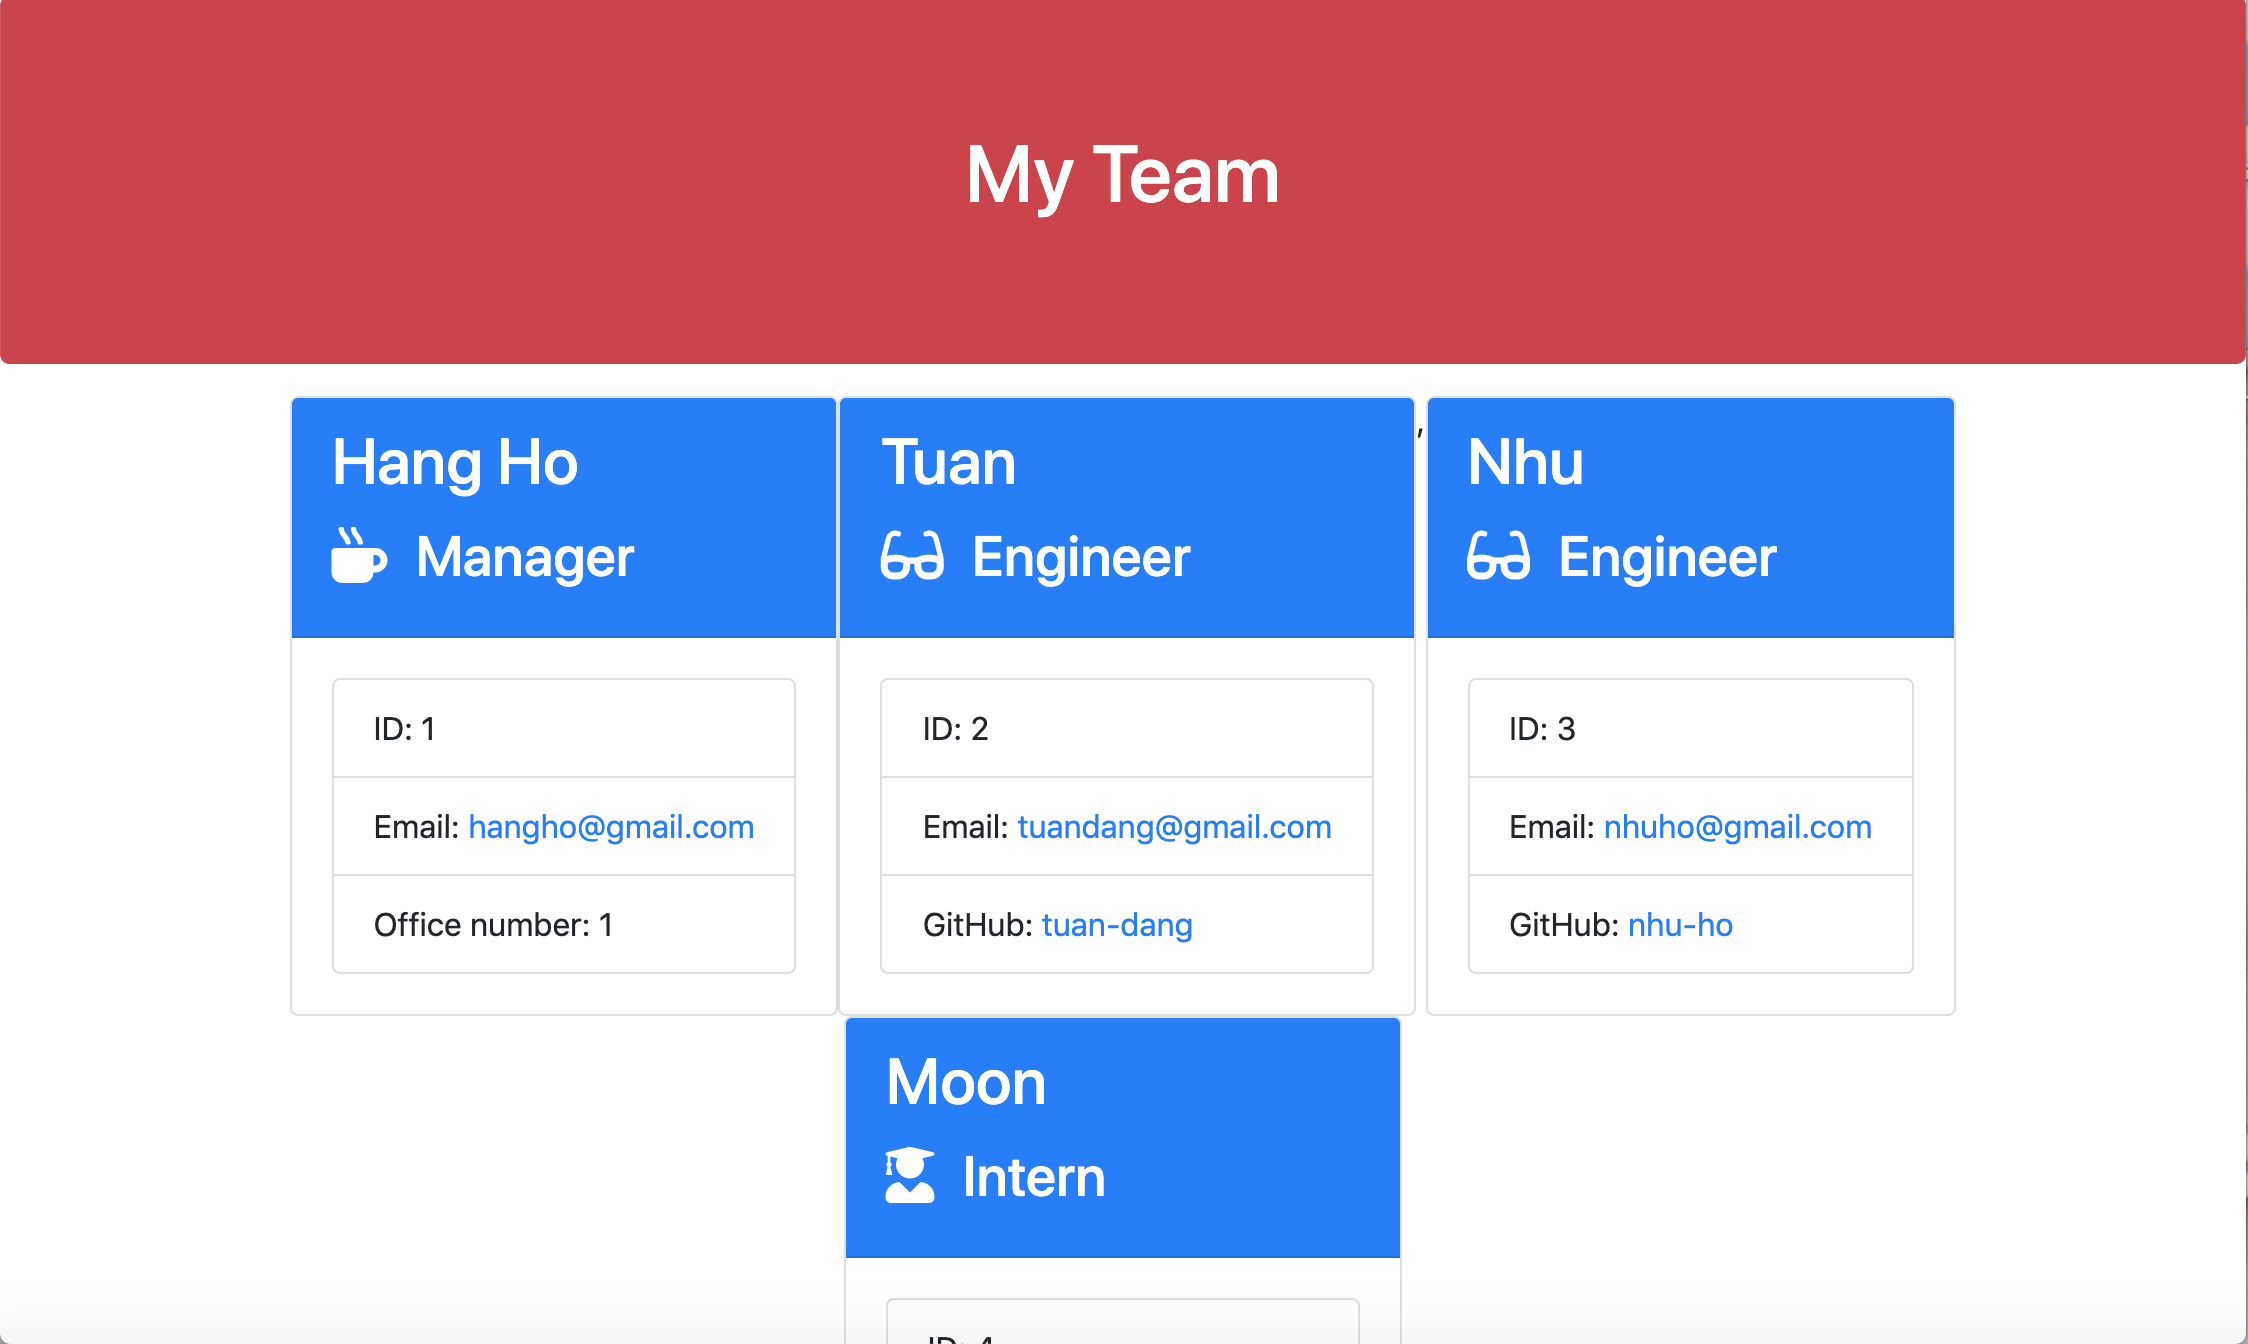 My Team
Hang Ho
Manager
ID: 1
Email: hangho@gmail.com
Office number: 1
Tuan
Engineer
ID: 2
Email: tuandang@gmail.com
GitHub: tuan-dang
,
Nhu
Engineer
ID: 3
Email: nhuho@gmail.com
GitHub: nhu-ho
Moon
Intern
ID: 4